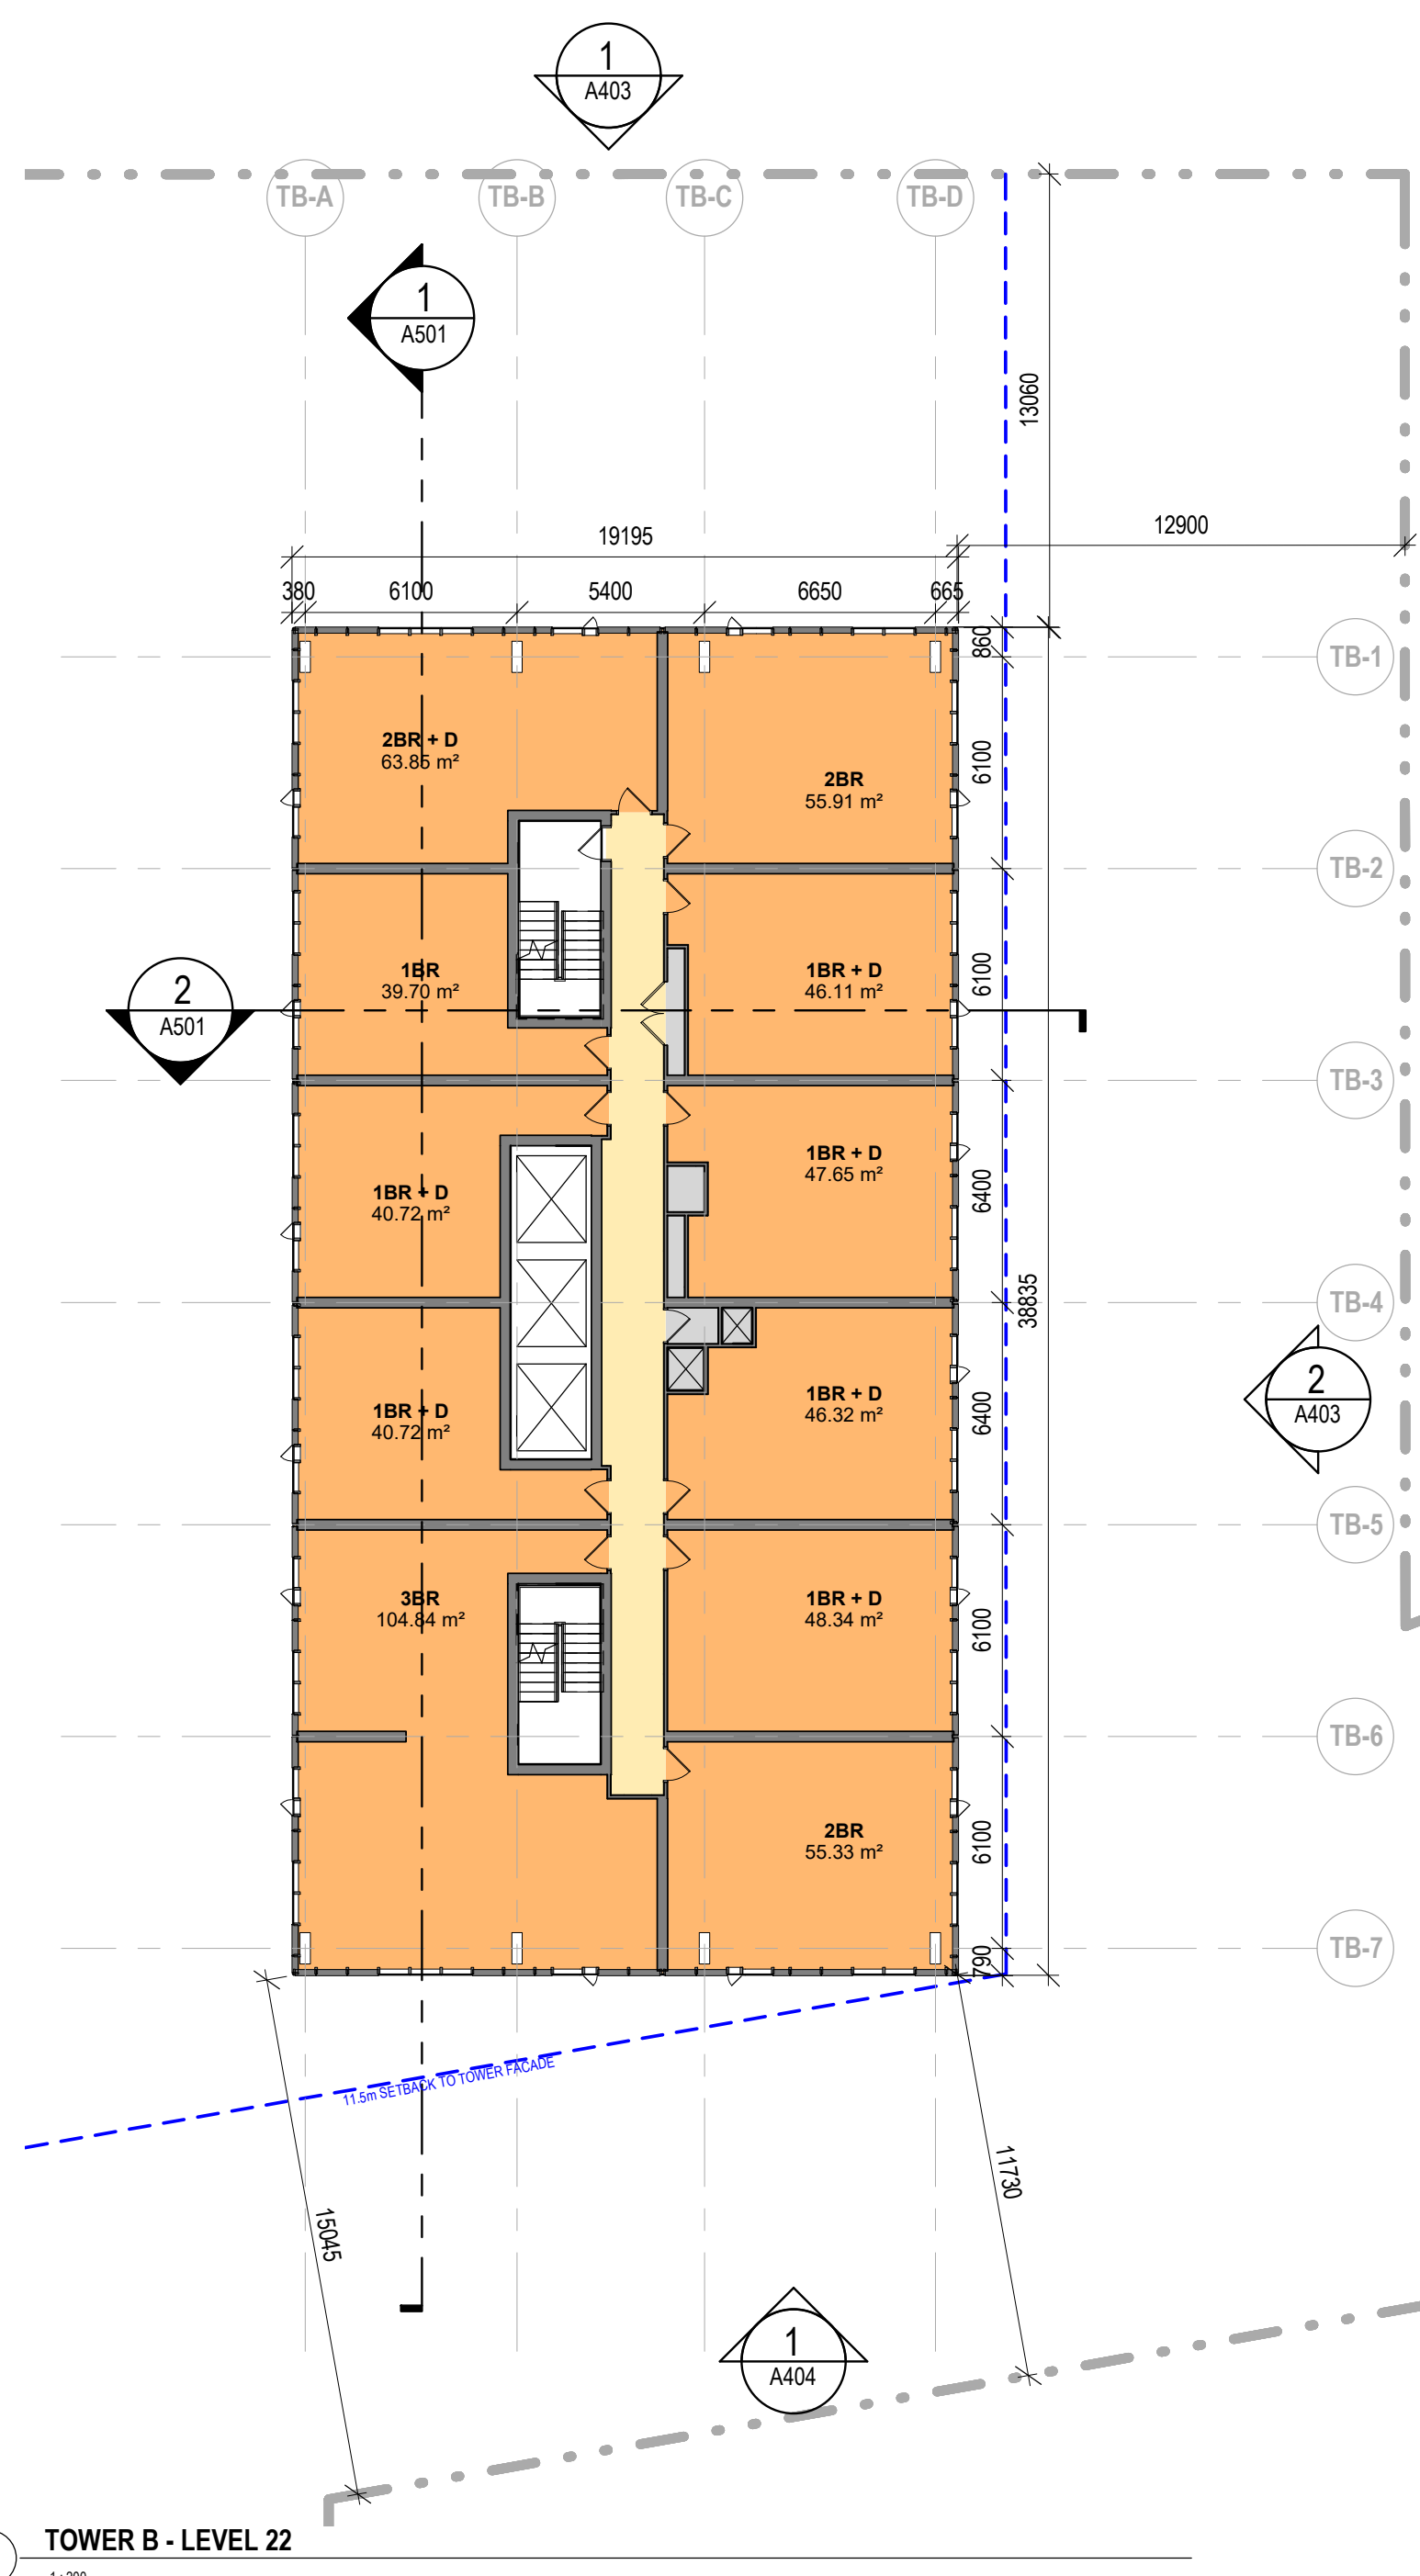 1
A403
TB-A
TB-B
TB-C
TB-D
1
A501
13060
19195
12900
380
6100
5400
6650
665
860
TB-1
2BR + D
63.85 m²
6100
2BR
55.91 m²
TB-2
1BR
39.70 m²
1BR + D
46.11 m²
6100
2
A501
TB-3
1BR + D
47.65 m²
1BR + D
40.72 m²
6400
38835
TB-4
2
A403
1BR + D
40.72 m²
1BR + D
46.32 m²
6400
TB-5
3BR
104.84 m²
1BR + D
48.34 m²
6100
TB-6
2BR
55.33 m²
6100
TB-7
790
11.5m SETBACK TO TOWER FACADE
11730
15045
1
A404
TOWER B - LEVEL 22